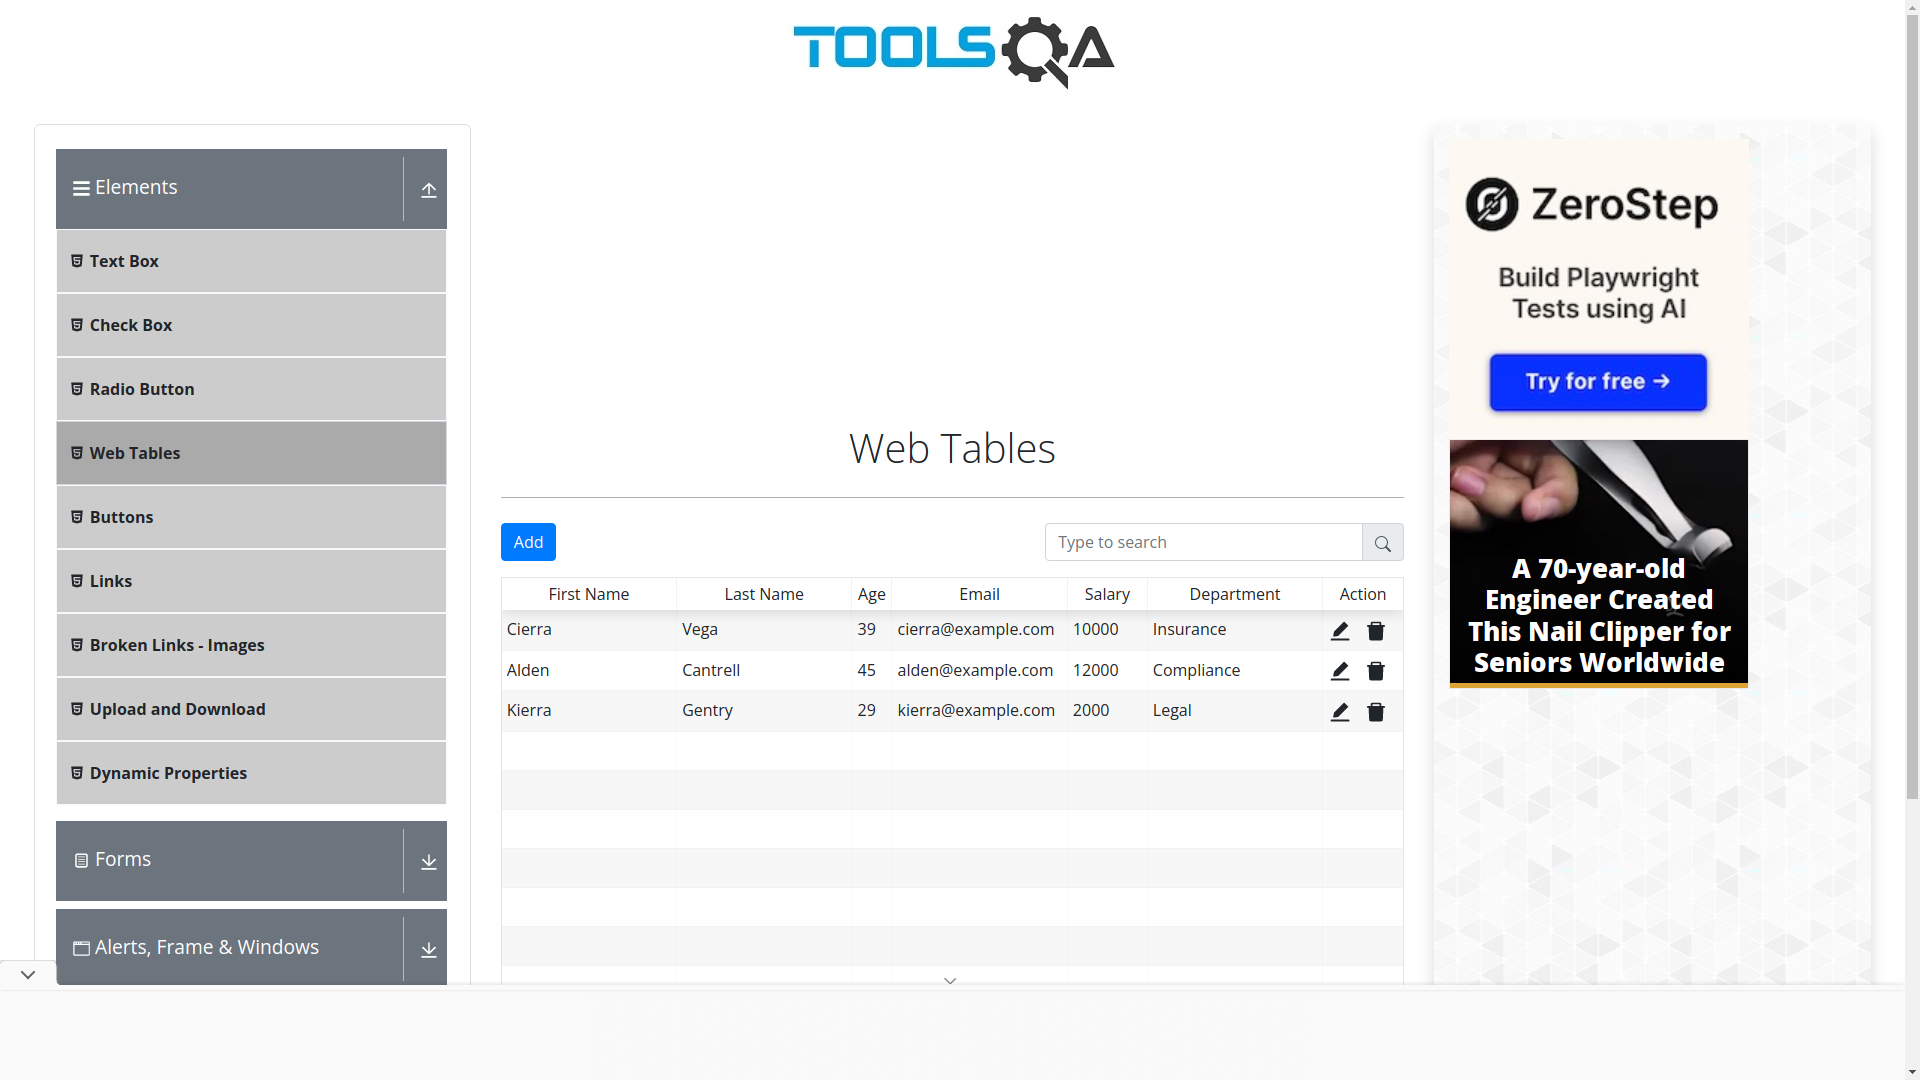 TOOLSQA
Elements
Text Box
Check Box
Radio Button
Web Tables
Buttons
Links
Broken Links - Images
Upload and Download
Dynamic Properties
Forms
Alerts, Frame & Windows
Web Tables
Add
Type to search
First Name Last Name Age Email Salary Department Action
Cierra Vega 39 cierra@example.com 10000 Insurance
Alden Cantrell 45 alden@example.com 12000 Compliance
Kierra Gentry 29 kierra@example.com 2000 Legal
ZeroStep
Build Playwright
Tests using AI
Try for free →
A 70-year-old
Engineer Created
This Nail Clipper for
Seniors Worldwide